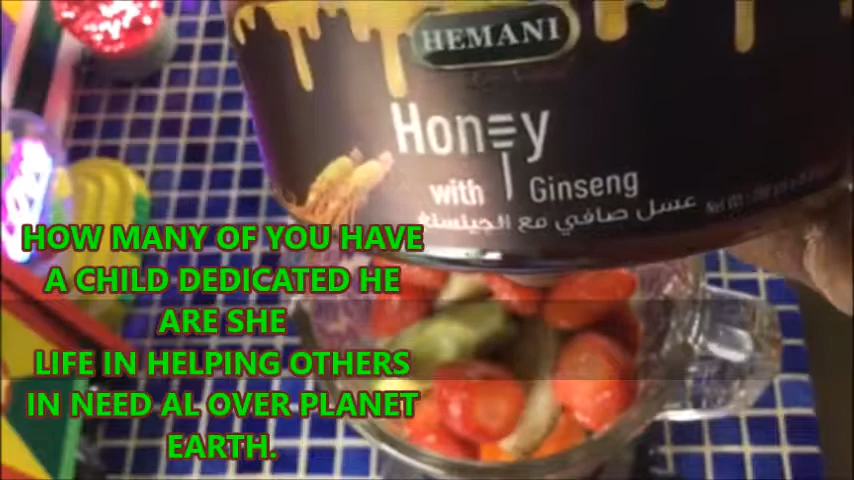 HEMANI
Honey
with Ginseng
عسل صافي مع الجينسنغ
HOW MANY OF YOU HAVE
A CHILD DEDICATED HE
ARE SHE
LIFE IN HELPING OTHERS
IN NEED AL OVER PLANET
EARTH.